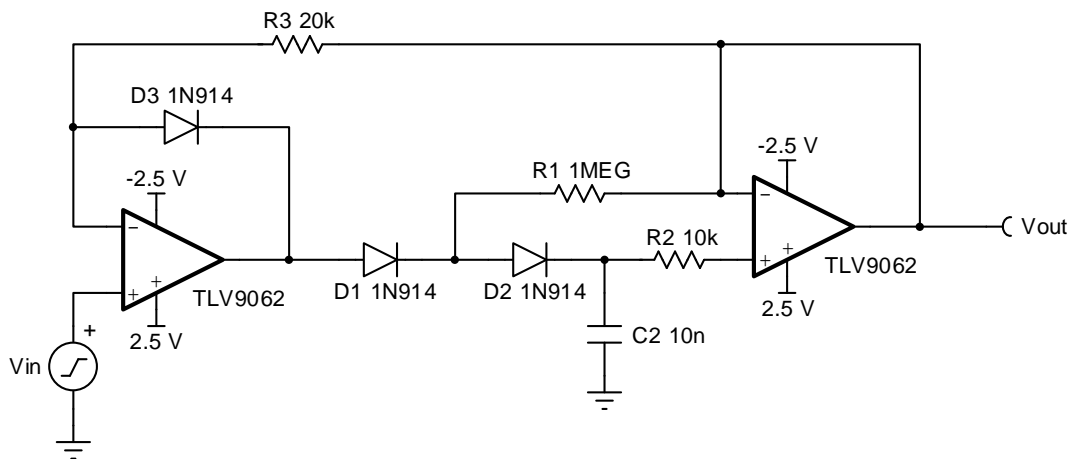 R3 20k
D3 1N914
-2.5 V
-2.5 V
R1 1MEG
R2 10k
Vout
TLV9062
D1 1N914
D2 1N914
TLV9062
2.5 V
2.5 V
C2 10n
+
Vin